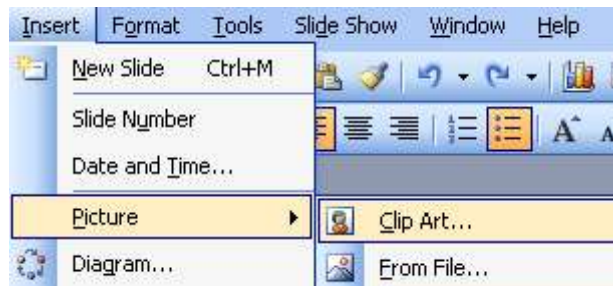 Insert Format Tools Slide Show Window Help
New Slide Ctrl+M
Slide Number
Date and Time...
Picture
Clip Art...
Diagram...
From File...